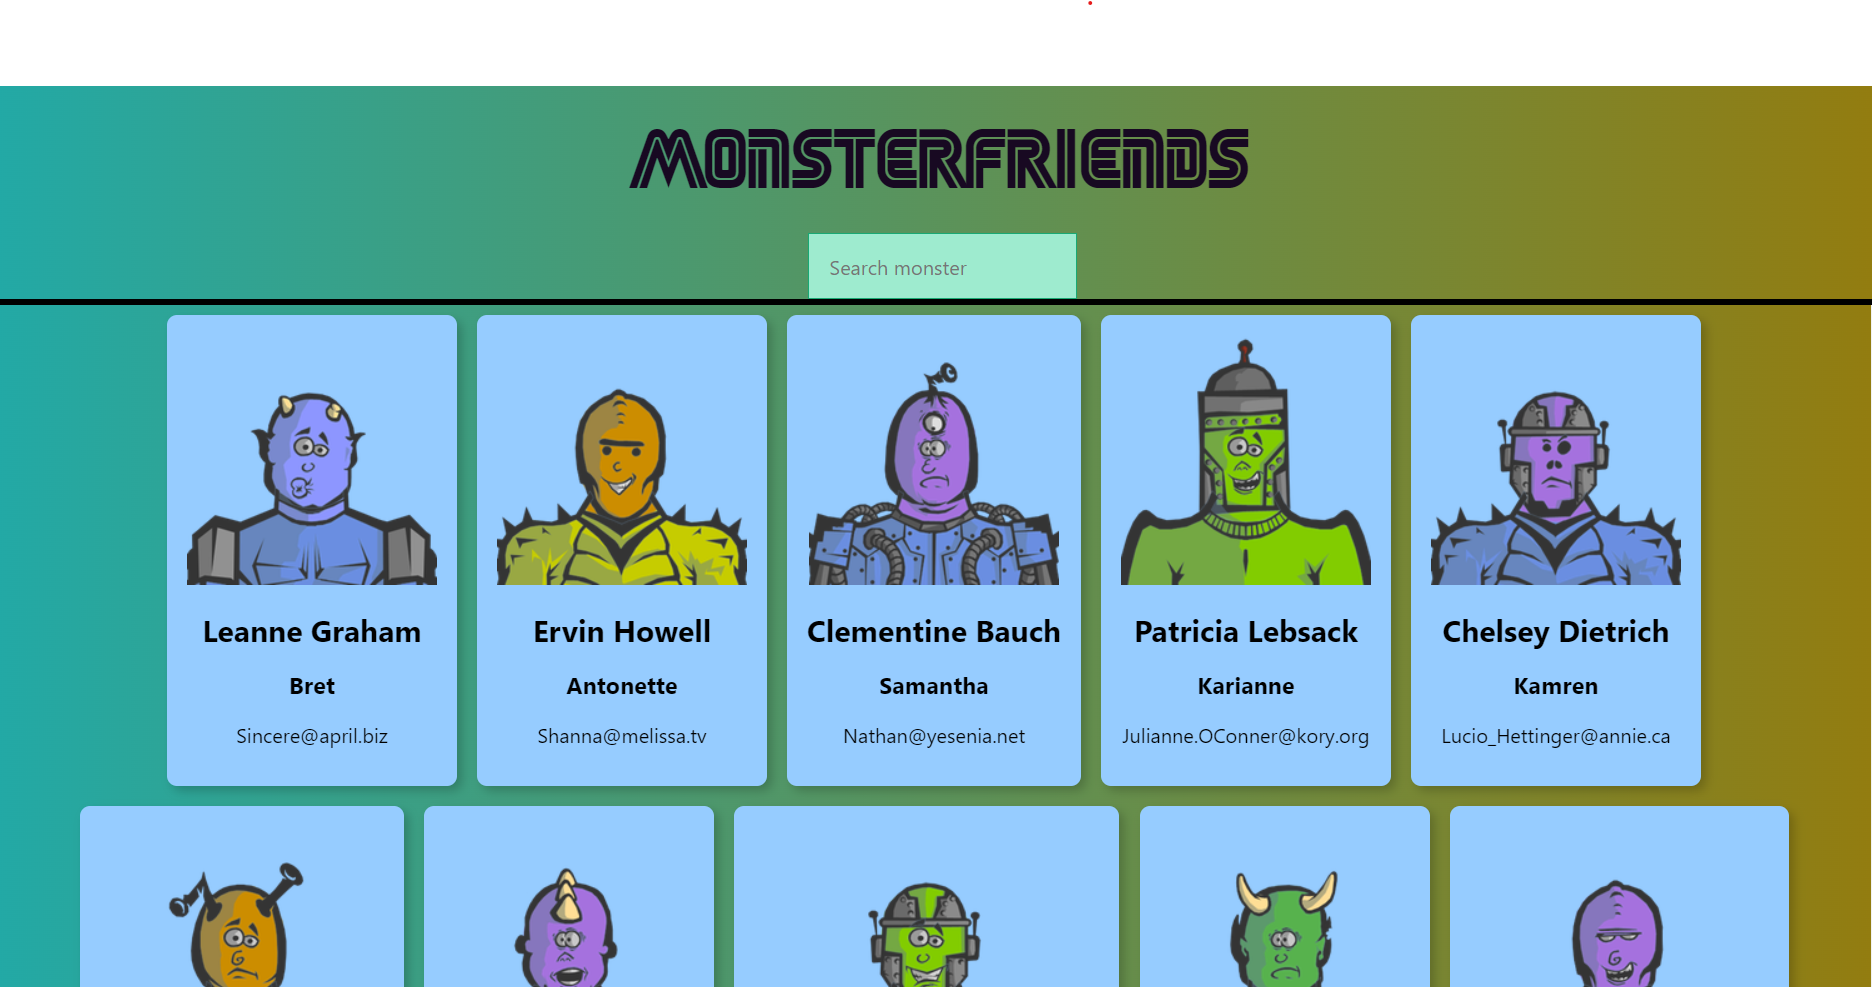 MONSTERFRIENDS
Search monster
Leanne Graham
Bret
Sincere@april.biz
Ervin Howell
Antonette
Shanna@melissa.tv
Clementine Bauch
Samantha
Nathan@yesenia.net
Patricia Lebsack
Karianne
Julianne.OConner@kory.org
Chelsey Dietrich
Kamren
Lucio_Hettinger@annie.ca